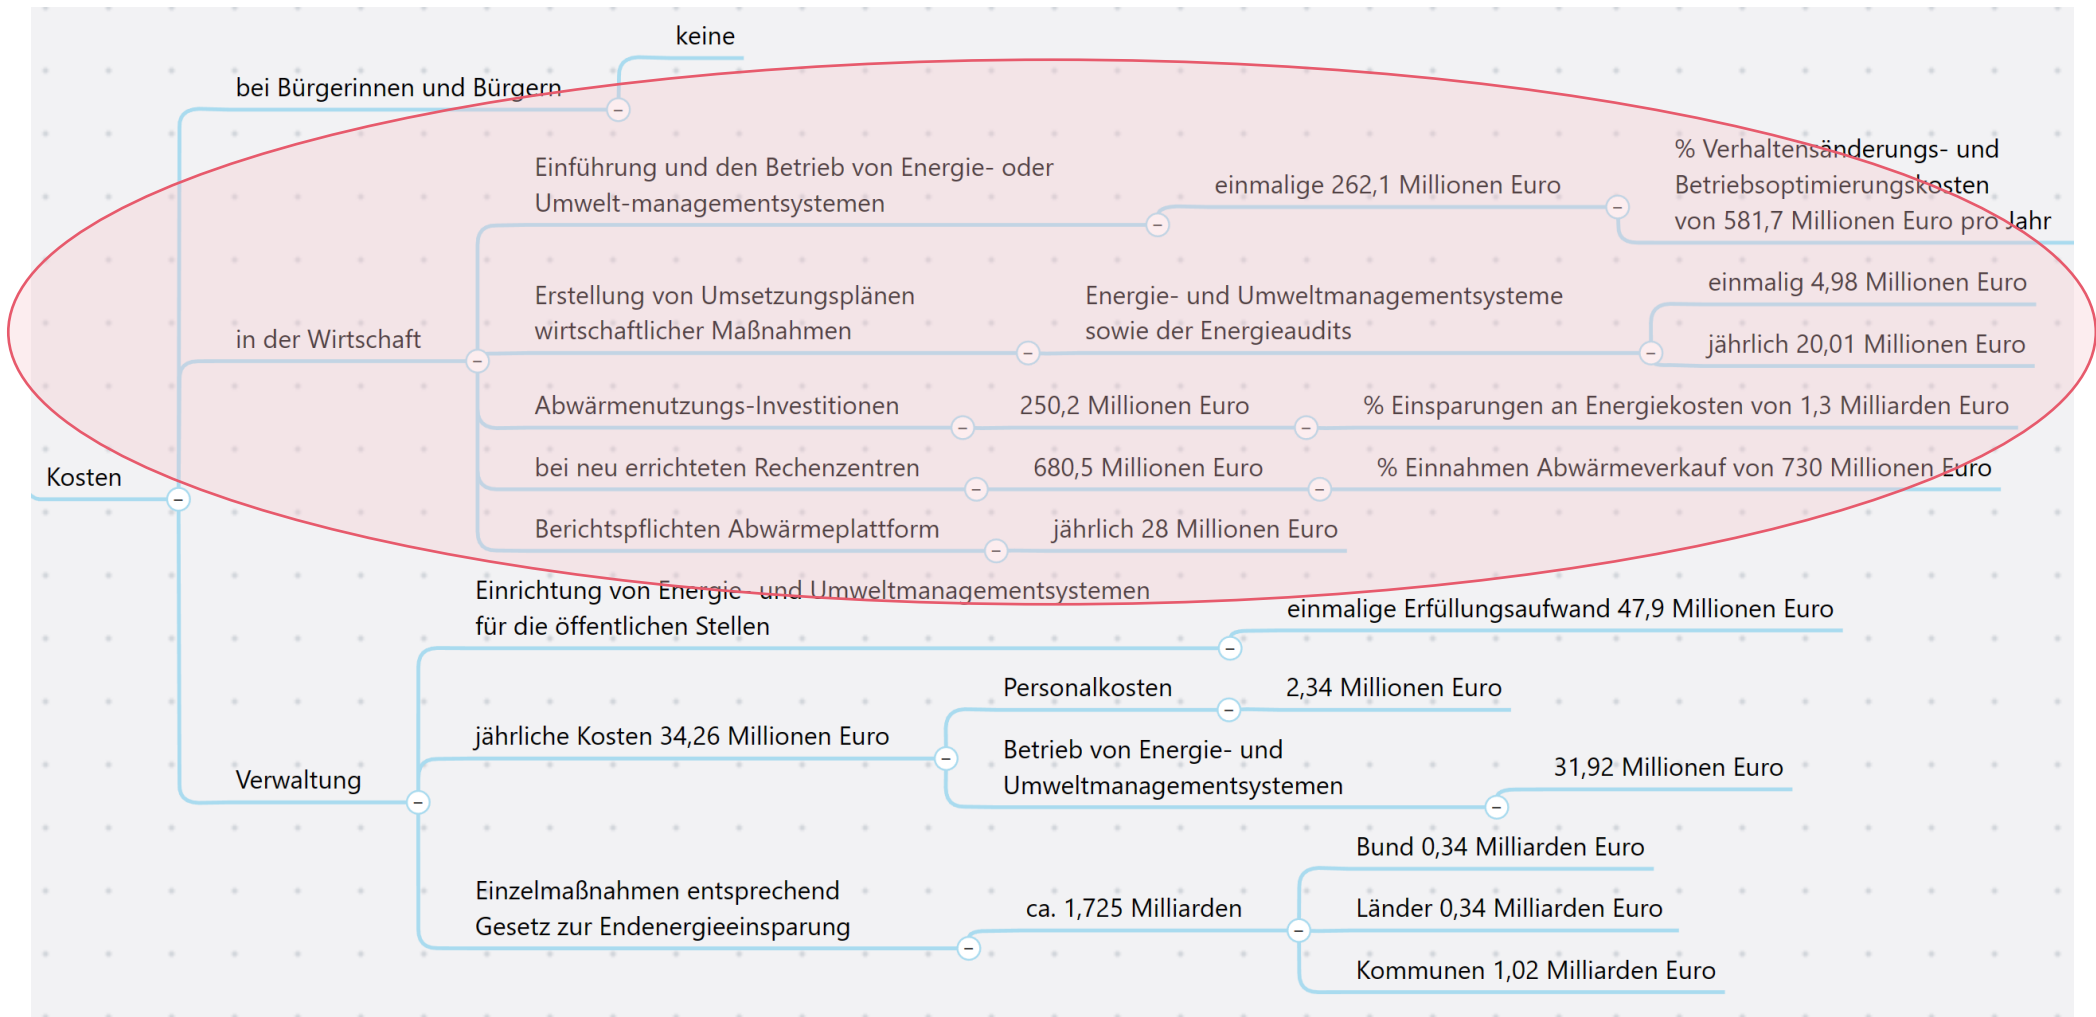 keine
bei Bürgerinnen und Bürgern
Einführung und den Betrieb von Energie- oder
Umwelt-managementsystemen
einmalige 262,1 Millionen Euro
% Verhaltensänderungs- und
Betriebsoptimierungskosten
von 581,7 Millionen Euro pro Jahr
in der Wirtschaft
Erstellung von Umsetzungsplänen
wirtschaftlicher Maßnahmen
Energie- und Umweltmanagementsysteme
sowie der Energieaudits
einmalig 4,98 Millionen Euro
jährlich 20,01 Millionen Euro
Abwärmenutzungs-Investitionen
250,2 Millionen Euro
% Einsparungen an Energiekosten von 1,3 Milliarden Euro
bei neu errichteten Rechenzentren
680,5 Millionen Euro
% Einnahmen Abwärmeverkauf von 730 Millionen Euro
Berichtspflichten Abwärmeplattform
jährlich 28 Millionen Euro
Kosten
Einrichtung von Energie- und Umweltmanagementsystemen
für die öffentlichen Stellen
einmalige Erfüllungsaufwand 47,9 Millionen Euro
Verwaltung
jährliche Kosten 34,26 Millionen Euro
Personalkosten
2,34 Millionen Euro
Betrieb von Energie- und
Umweltmanagementsystemen
31,92 Millionen Euro
Einzelmaßnahmen entsprechend
Gesetz zur Endenergieeinsparung
ca. 1,725 Milliarden
Bund 0,34 Milliarden Euro
Länder 0,34 Milliarden Euro
Kommunen 1,02 Milliarden Euro